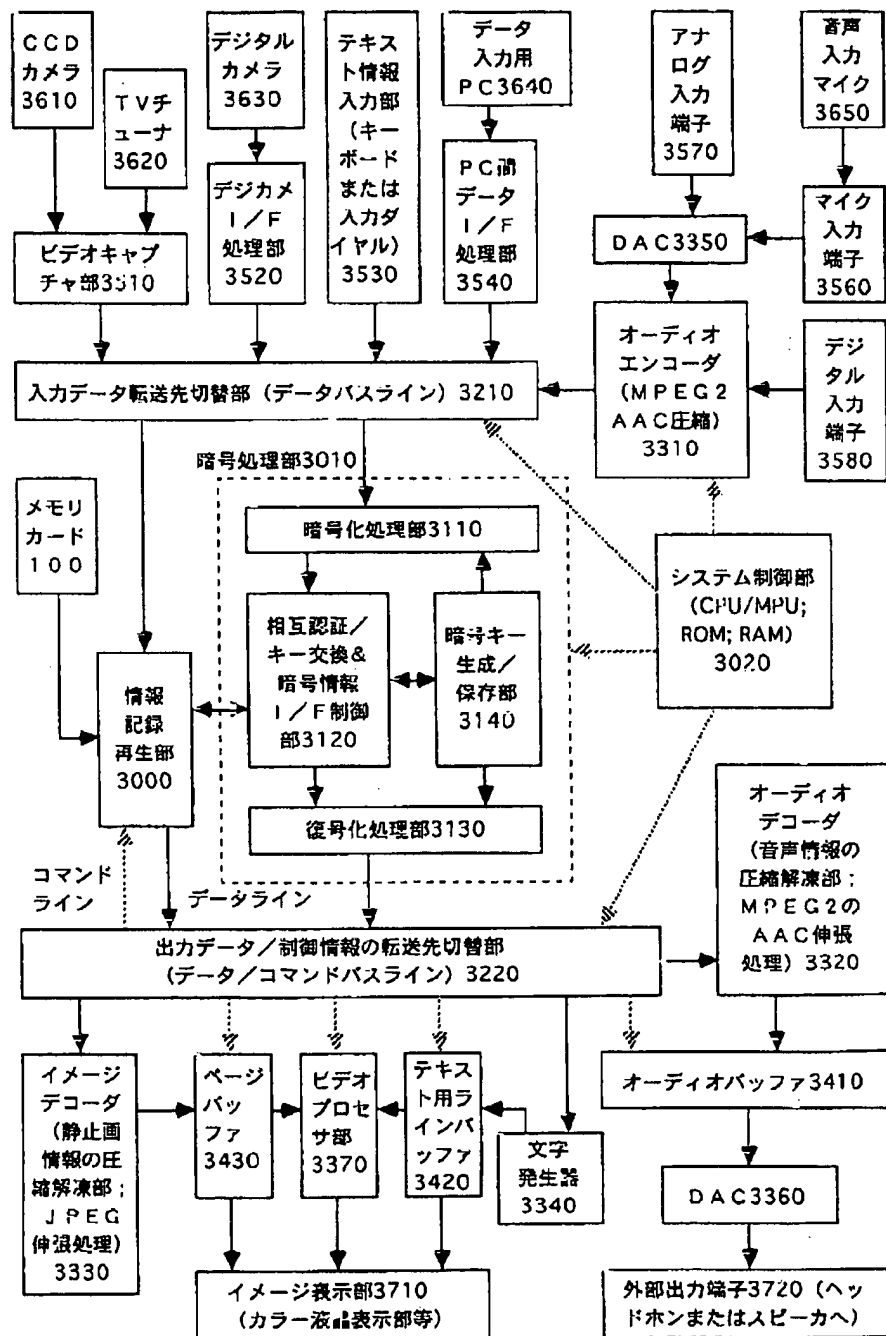 CCD
カメラ
3610
TVチ
ューナ
3620
デジタル
カメラ
3630
テキス
ト情報
入力部
(キー
ボード
または
入力ダ
イヤル)
3530
データ
入力用
PC3640
アナ
ログ
入力
端子
3570
音声
入力
マイク
3650
ビデオキャプ
チャ部3510
デジカメ
I/F
処理部
3520
PC間
データ
I/F
処理部
3540
DAC3350
マイク
入力
端子
3560
オーディオ
エンコーダ
(MPEG2
AAC圧縮)
3310
デジ
タル
入力
端子
3580
入力データ転送先切替部(データバスライン)3210
暗号処理部3010
メモリ
カード
100
暗号化処理部3110
相互認証/
キー交換&
暗号情報
I/F制御
部3120
暗号キー
生成/
保存部
3140
システム制御部
(CPU/MPU;
ROM; RAM)
3020
情報
記録
再生部
3000
復号化処理部3130
コマンド
ライン
データライン
オーディオ
デコーダ
(音声情報の
圧縮解凍部;
MPEG2の
AAC伸張
処理)3320
出力データ/制御情報の転送先切替部
(データ/コマンドバスライン)3220
イメージ
デコーダ
(静止画
情報の圧
縮解凍部;
JPEG
伸張処理)
3330
ページ
バッ
ファ
3430
ビデオ
プロセ
サ部
3370
テキス
ト用ラ
インバ
ッファ
3420
文字
発生器
3340
オーディオバッファ3410
DAC3360
イメージ表示部3710
(カラー液晶表示部等)
外部出力端子3720(ヘッ
ドホンまたはスピーカへ)